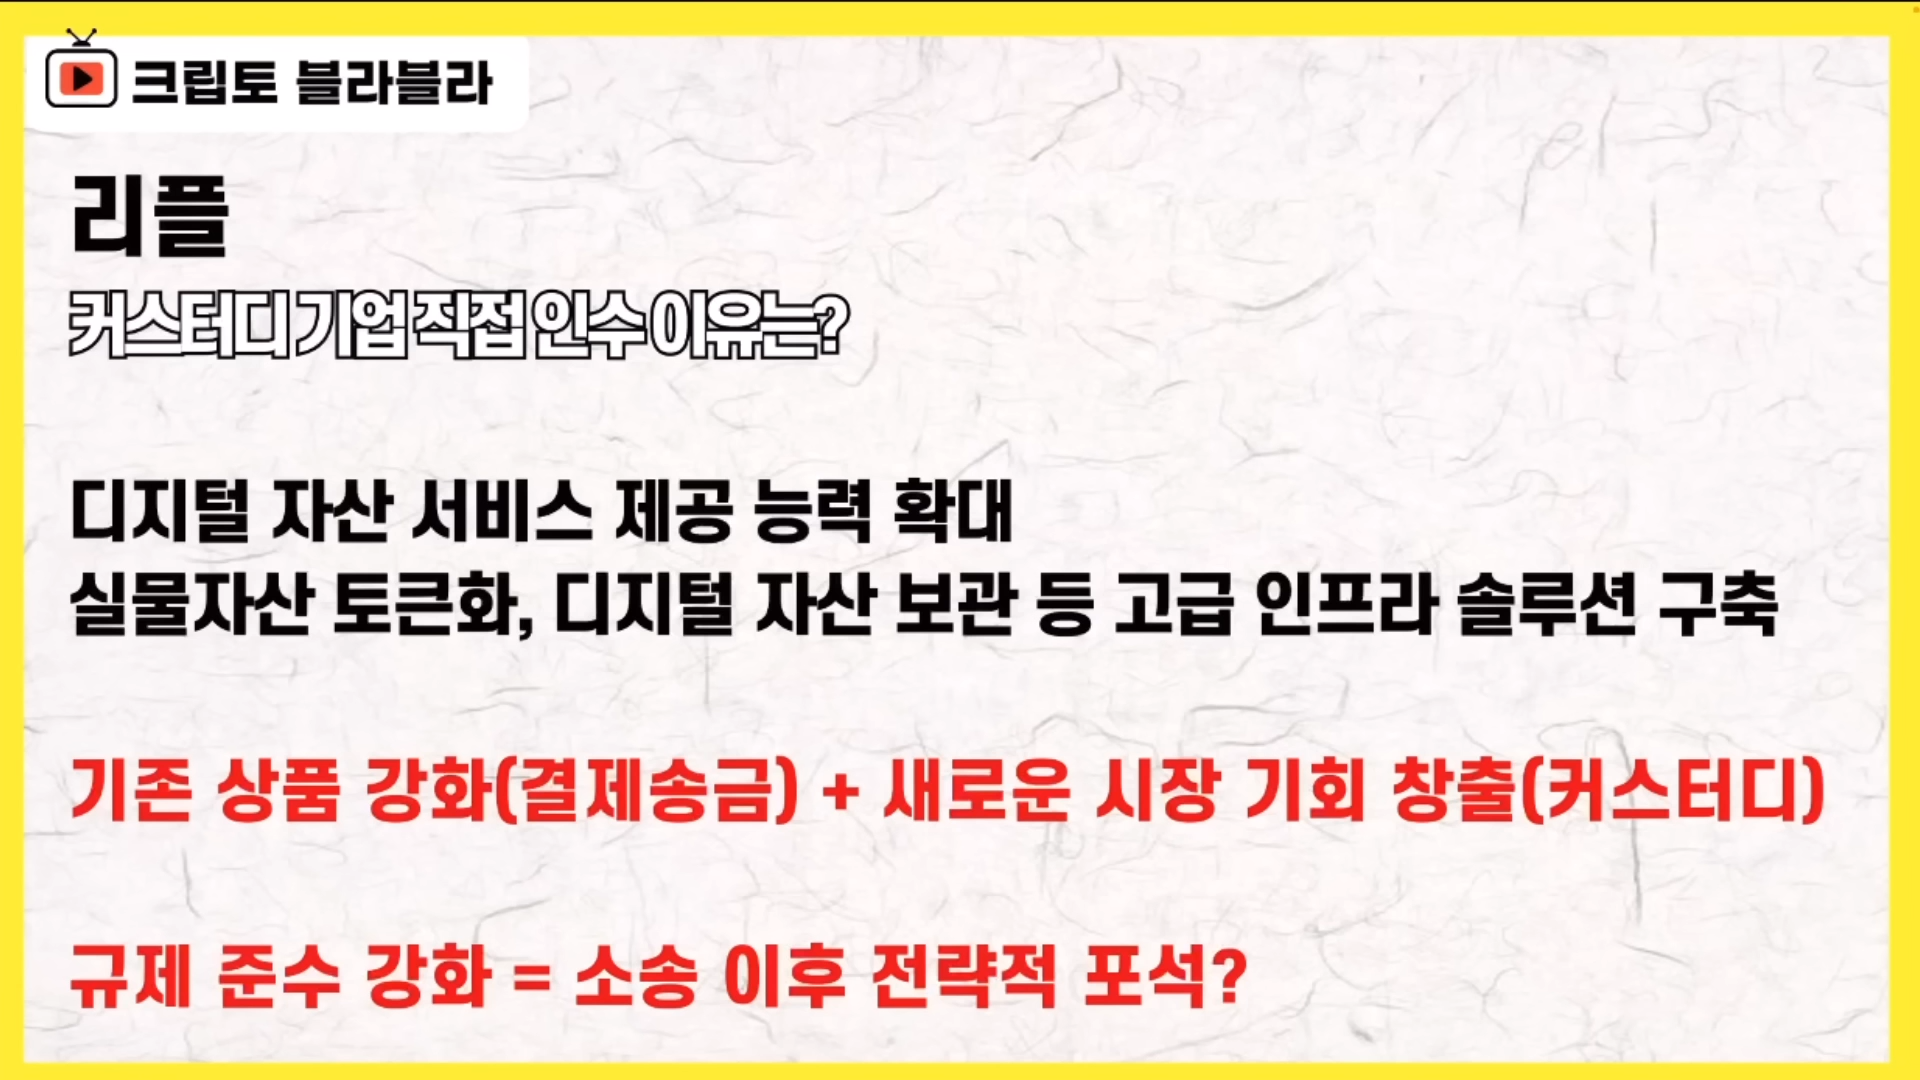 크립토 블라블라
리플
커스터디 기업 직접 인수 이유는?
디지털 자산 서비스 제공 능력 확대
실물자산 토큰화, 디지털 자산 보관 등 고급 인프라 솔루션 구축
기존 상품 강화(결제송금) + 새로운 시장 기회 창출(커스터디)
규제 준수 강화 = 소송 이후 전략적 포석?